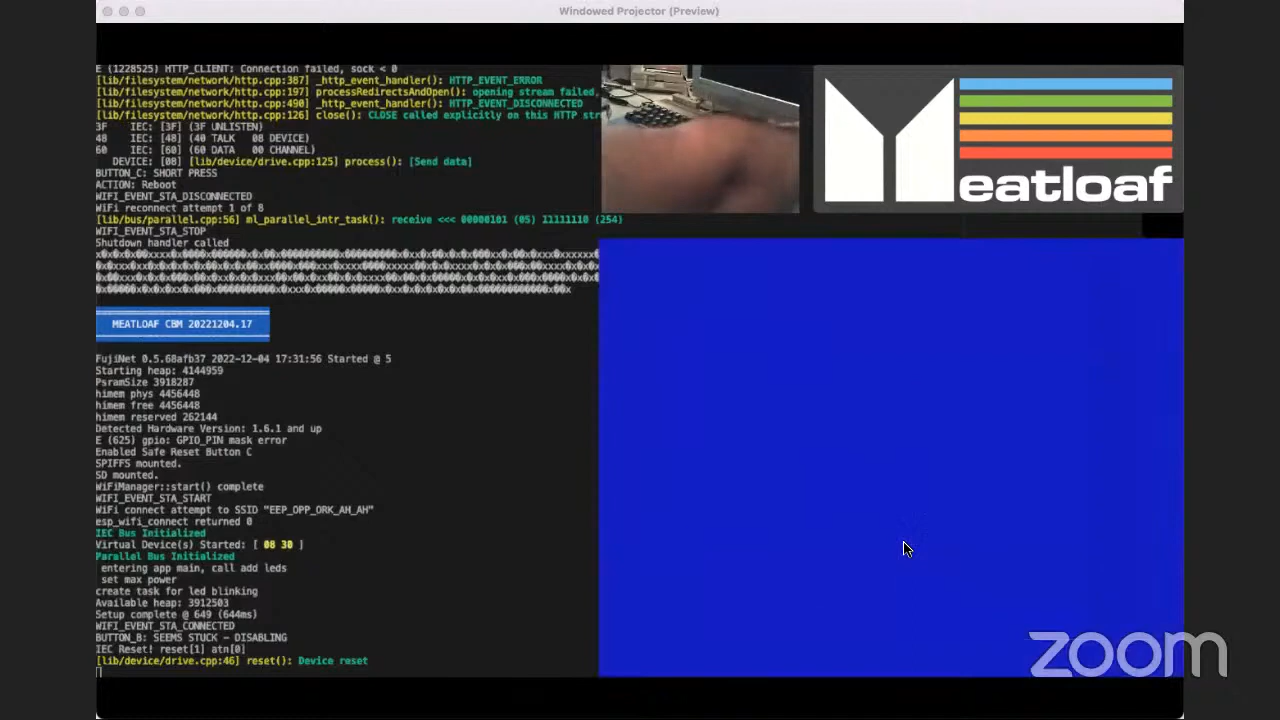 Windowed Projector (Preview)
E (1228525) HTTP_CLIENT: Connection failed, sock < 0
[lib/filesystem/network/http.cpp:387] _http_event_handler(): HTTP_EVENT_ERROR
[lib/filesystem/network/http.cpp:197] processRedirectsAndOpen(): opening stream failed,
[lib/filesystem/network/http.cpp:490] _http_event_handler(): HTTP_EVENT_DISCONNECTED
[lib/filesystem/network/http.cpp:126] close(): CLOSE called explicitly on this HTTP str
3F IEC: [3F] (3F UNLISTEN)
48 IEC: [48] (40 TALK 08 DEVICE)
60 IEC: [60] (60 DATA 00 CHANNEL)
DEVICE: [08] [lib/device/drive.cpp:125] process(): [Send data]
BUTTON_C: SHORT PRESS
ACTION: Reboot
WIFI_EVENT_STA_DISCONNECTED
WiFi reconnect attempt 1 of 8
[lib/bus/parallel.cpp:56] ml_parallel_intr_task(): receive <<< 00000101 (05) 11111110 (254)
WIFI_EVENT_STA_STOP
Shutdown handler called
MEATLOAF CBM 20221204.17
FujiNet 0.5.68afb37 2022-12-04 17:31:56 Started @ 5
Starting heap: 4144959
PsramSize 3918287
himem phys 4456448
himem free 4456448
himem reserved 262144
Detected Hardware Version: 1.6.1 and up
E (625) gpio: GPIO_PIN mask error
Enabled Safe Reset Button C
SPIFFS mounted.
SD mounted.
WiFiManager::start() complete
WIFI_EVENT_STA_START
WiFi connect attempt to SSID "EEP_OPP_ORK_AH_AH"
esp_wifi_connect returned 0
IEC Bus Initialized
Virtual Device(s) Started: [ 08 30 ]
Parallel Bus Initialized
entering app main, call add leds
set max power
create task for led blinking
Available heap: 3912503
Setup complete @ 649 (644ms)
WIFI_EVENT_STA_CONNECTED
BUTTON_B: SEEMS STUCK - DISABLING
IEC Reset! reset[1] atn[0]
[lib/device/drive.cpp:46] reset(): Device reset
Meatloaf
zoom